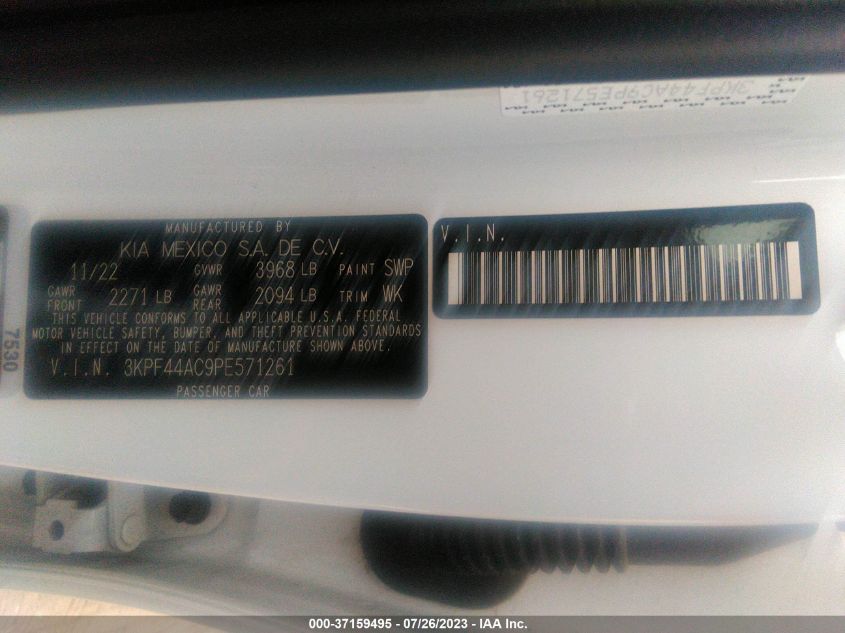 3KPF44AC9PE571261
MANUFACTURED BY
KIA MEXICO S.A. DE C.V.
11/22 GVWR 3968 LB PAINT SWP
GAWR FRONT 2271 LB GAWR REAR 2094 LB TRIM WK
THIS VEHICLE CONFORMS TO ALL APPLICABLE U.S.A. FEDERAL
MOTOR VEHICLE SAFETY, BUMPER, AND THEFT PREVENTION STANDARDS
IN EFFECT ON THE DATE OF MANUFACTURE SHOWN ABOVE.
V.I.N. 3KPF44AC9PE571261
PASSENGER CAR
V.I.N.
7530
000-37159495 - 07/26/2023 - IAA Inc.